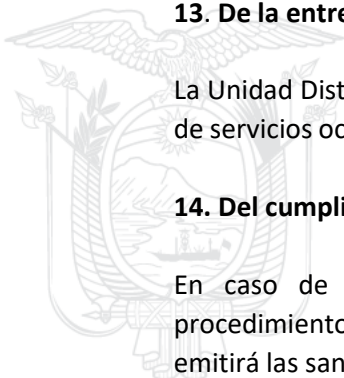 13. De la entre
La Unidad Dist
de servicios oc
14. Del cumpli
En caso de
procedimiento
emitirá las san